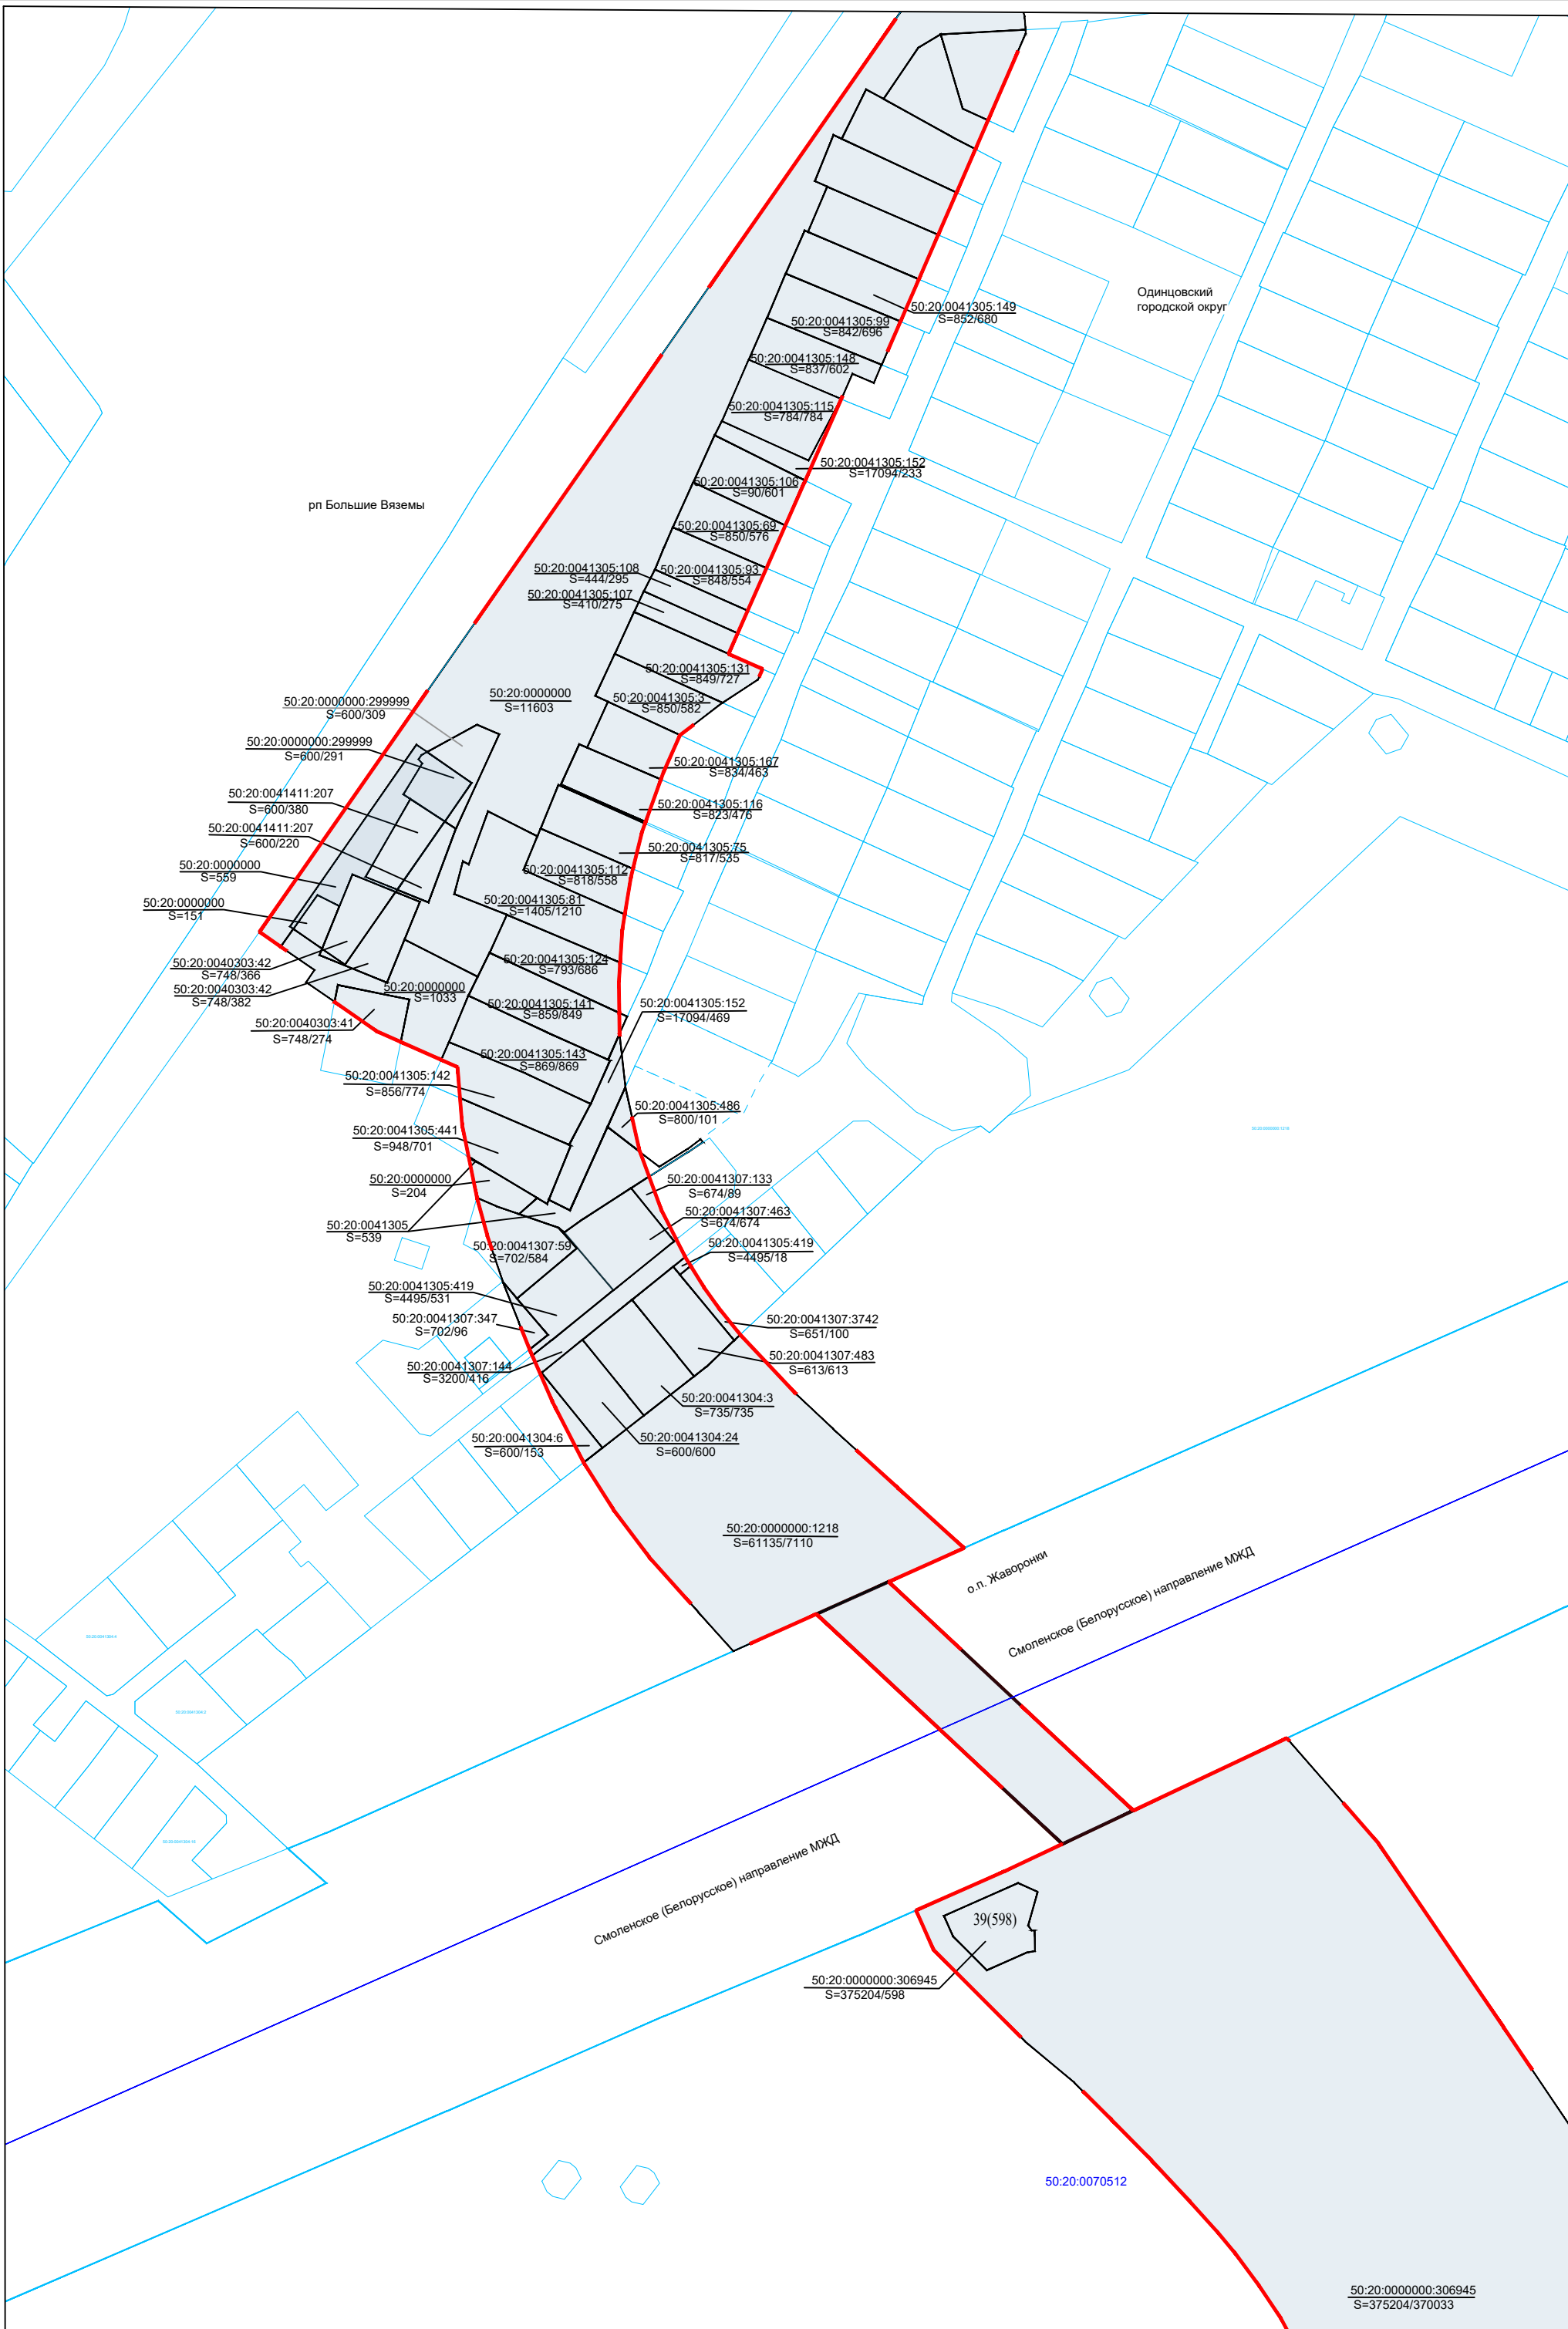 Одинцовский
городской округ
50:20:0041305:149
S=852/680
50:20:0041305:99
S=842/696
50:20:0041305:148
S=837/602
50:20:0041305:115
S=784/784
50:20:0041305:152
S=17094/233
50:20:0041305:106
S=90/601
рп Большие Вяземы
50:20:0041305:69
S=850/576
50:20:0041305:108
S=444/295
50:20:0041305:93
S=848/554
50:20:0041305:107
S=410/275
50:20:0041305:131
S=849/727
50:20:0000000
S=11603
50:20:0041305:3
S=850/582
50:20:0000000:299999
S=600/309
50:20:0000000:299999
S=600/291
50:20:0041305:167
S=834/463
50:20:0041411:207
S=600/380
50:20:0041305:116
S=823/476
50:20:0041411:207
S=600/220
50:20:0041305:75
S=817/535
50:20:0000000
S=559
50:20:0041305:112
S=818/558
50:20:0041305:81
S=1405/1210
50:20:0000000
S=151
50:20:0041305:124
S=793/686
50:20:0040303:42
S=748/366
50:20:0040303:42
S=748/382
50:20:0000000
S=1033
50:20:0041305:141
S=859/849
50:20:0041305:152
S=17094/469
50:20:0040303:41
S=748/274
50:20:0041305:143
S=869/869
50:20:0041305:142
S=856/774
50:20:0041305:486
S=800/101
50:20:0041305:441
S=948/701
50:20:0000000
S=204
50:20:0041307:133
S=674/89
50:20:0041307:463
S=674/674
50:20:0041305
S=539
50:20:0041307:59
S=702/584
50:20:0041305:419
S=4495/18
50:20:0041305:419
S=4495/531
50:20:0041307:347
S=702/96
50:20:0041307:3742
S=651/100
50:20:0041307:144
S=3200/416
50:20:0041307:483
S=613/613
50:20:0041304:3
S=735/735
50:20:0041304:6
S=600/153
50:20:0041304:24
S=600/600
50:20:0000000:1218
S=61135/7110
о.п. Жаворонки
Смоленское (Белорусское) направление МЖД
Смоленское (Белорусское) направление МЖД
39(598)
50:20:0000000:306945
S=375204/598
50:20:0070512
50:20:0000000:306945
S=375204/370033